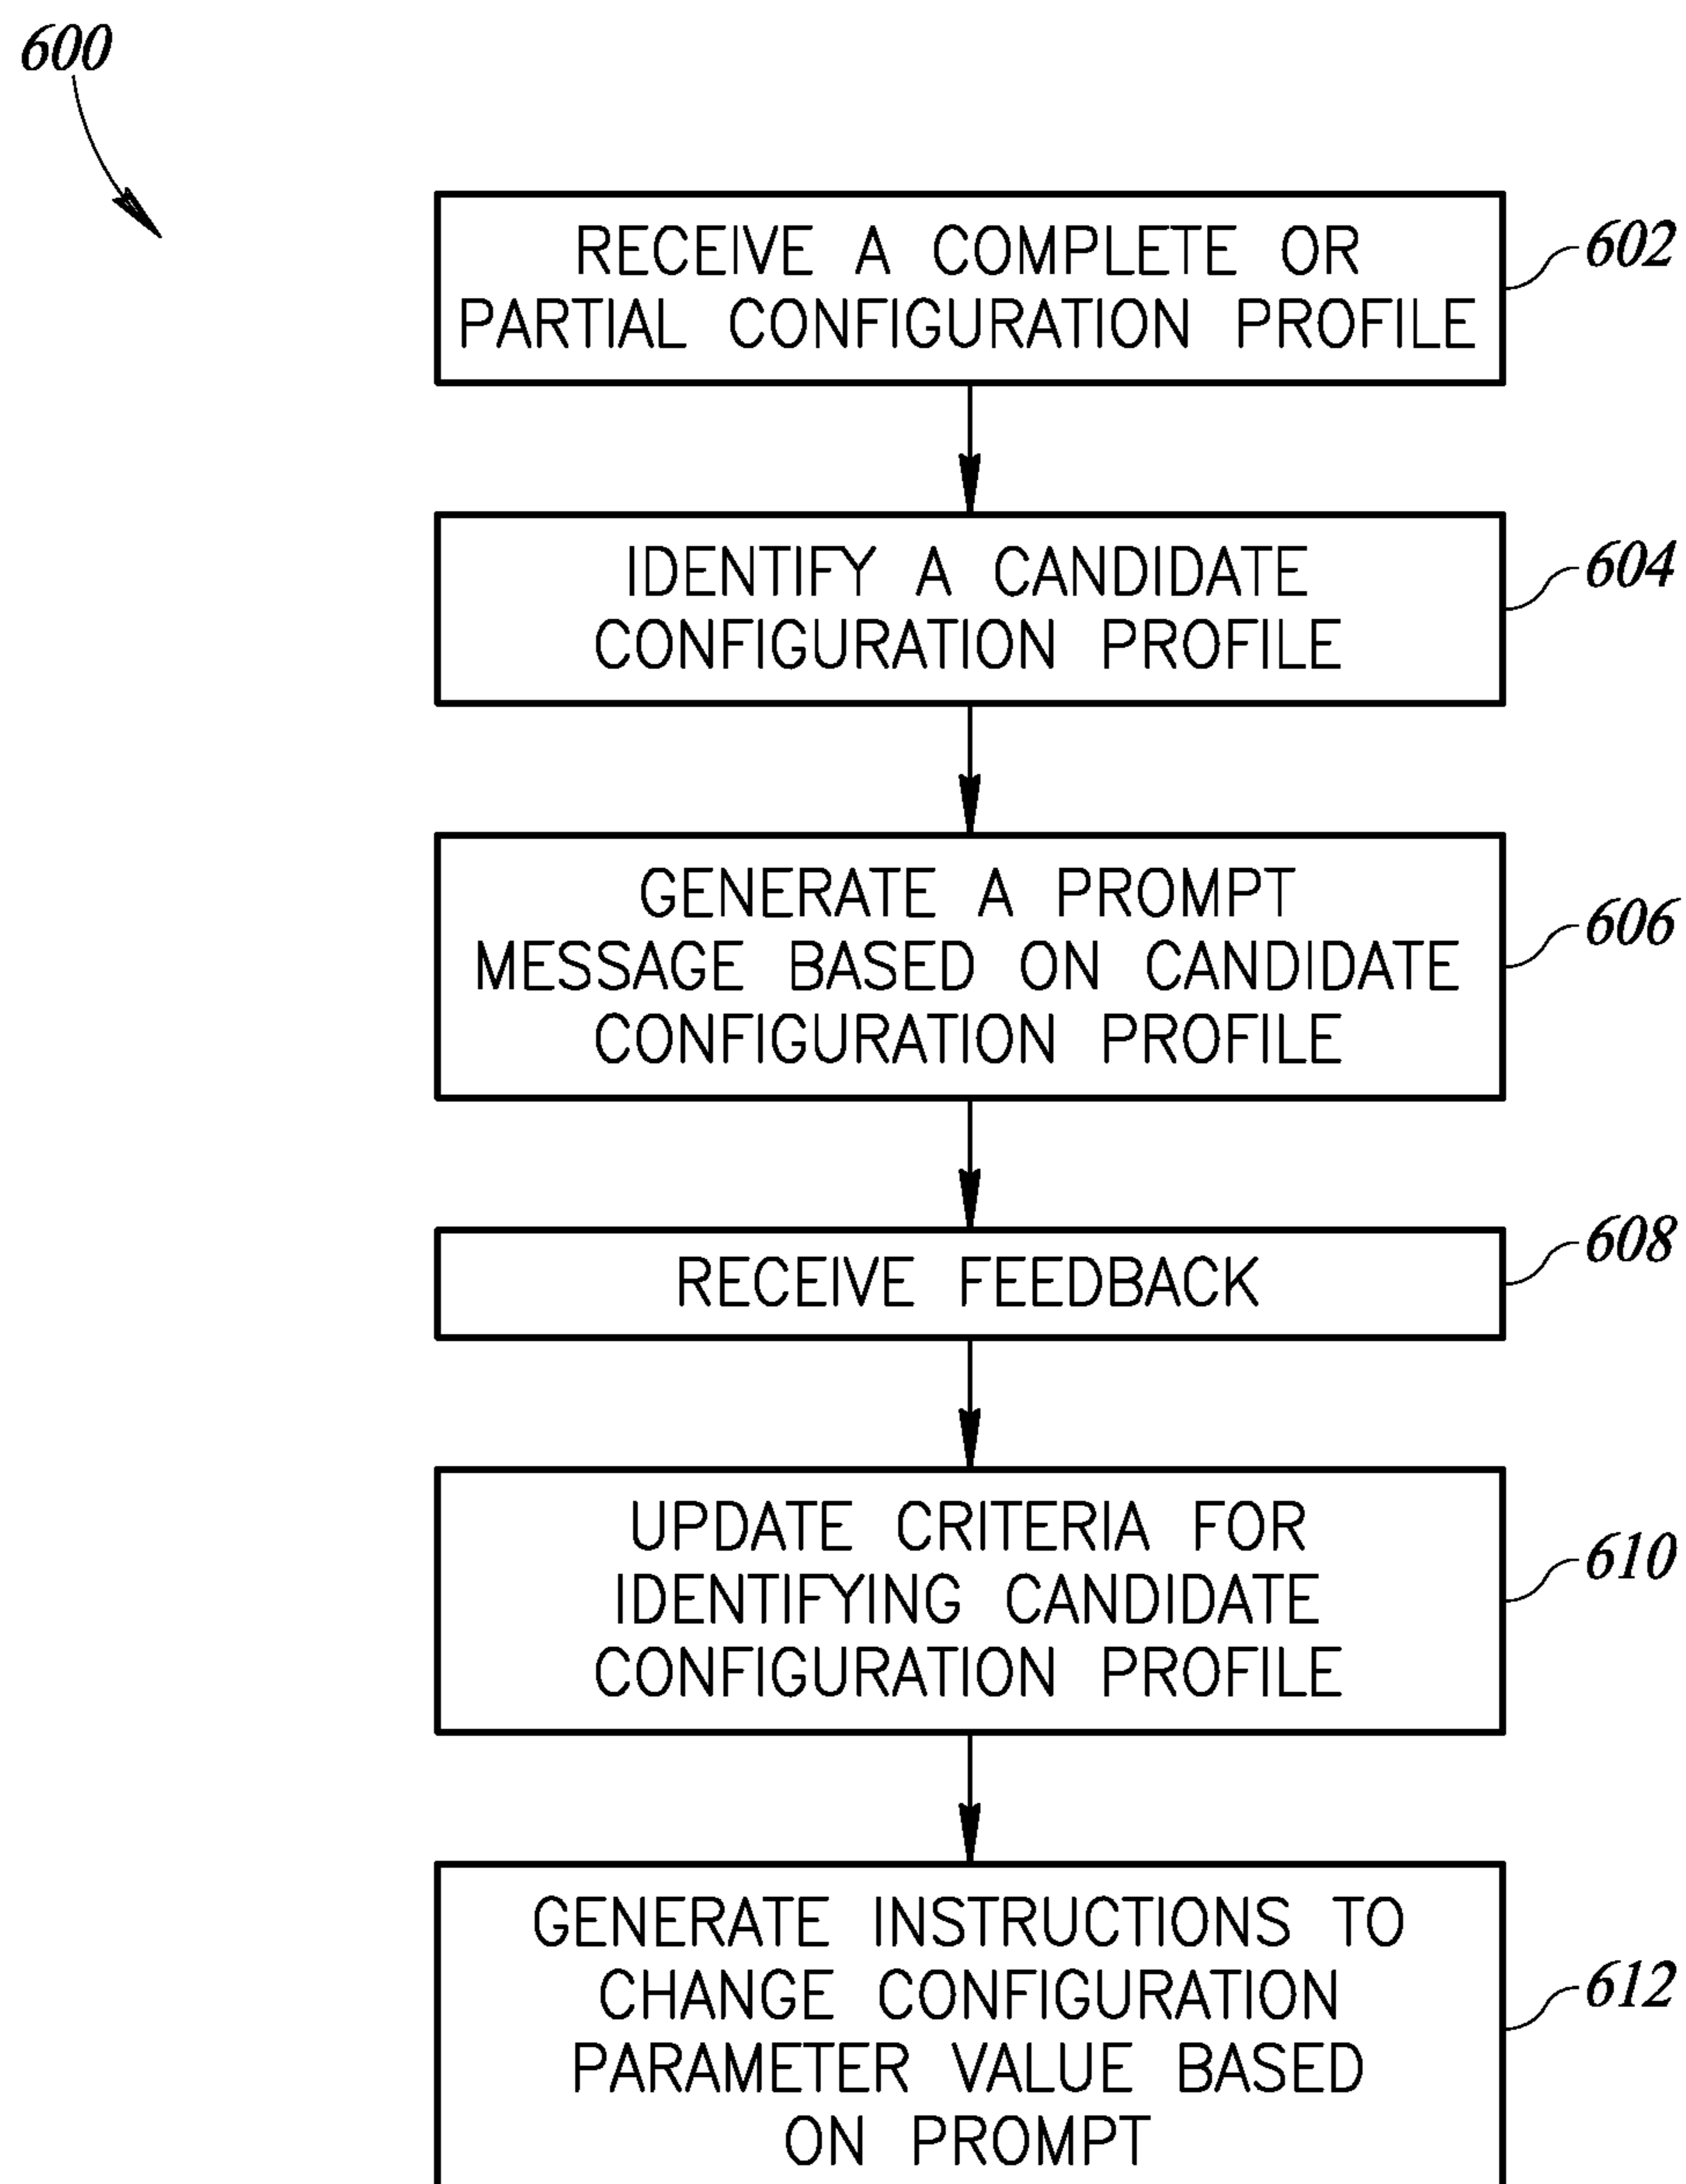 600
RECEIVE A COMPLETE OR
PARTIAL CONFIGURATION PROFILE
602
IDENTIFY A CANDIDATE
CONFIGURATION PROFILE
604
GENERATE A PROMPT
MESSAGE BASED ON CANDIDATE
CONFIGURATION PROFILE
606
RECEIVE FEEDBACK
608
UPDATE CRITERIA FOR
IDENTIFYING CANDIDATE
CONFIGURATION PROFILE
610
GENERATE INSTRUCTIONS TO
CHANGE CONFIGURATION
PARAMETER VALUE BASED
ON PROMPT
612